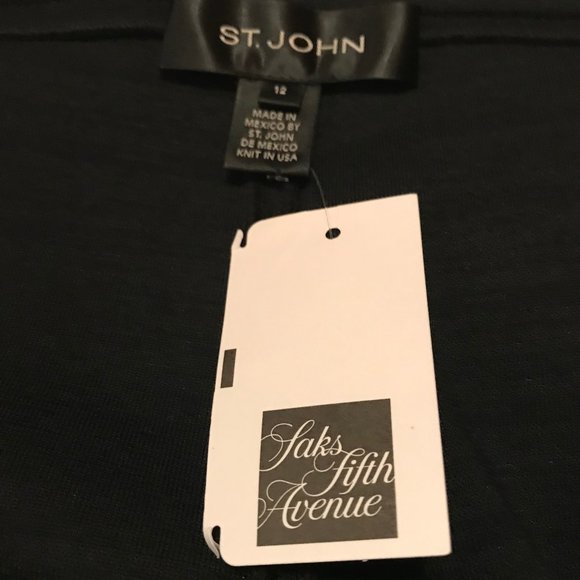 ST. JOHN
12
MADE IN
MEXICO BY
ST. JOHN
DE MEXICO
KNIT IN USA
Saks
Fifth
Avenue